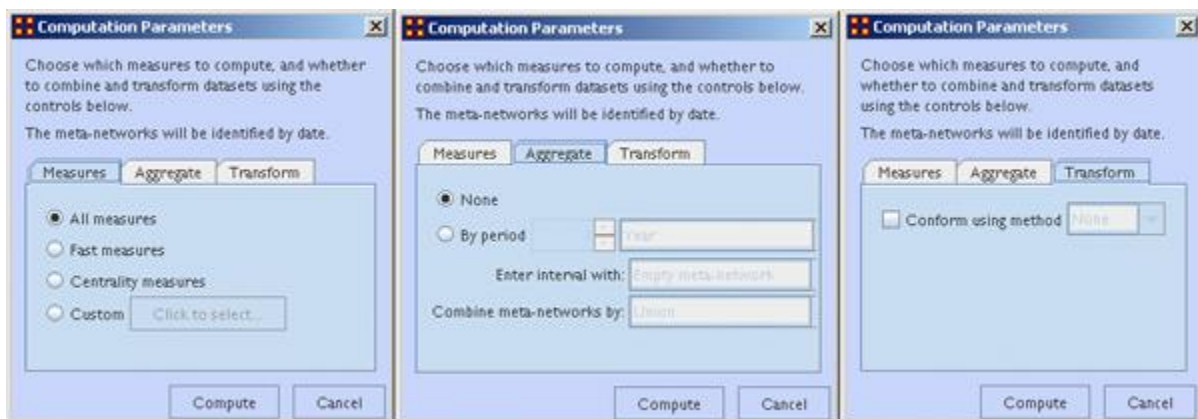 Computation Parameters
Choose which measures to compute, and whether
to combine and transform datasets using the
controls below.
The meta-networks will be identified by date.
Measures Aggregate Transform
All measures
Fast measures
Centrality measures
Custom Click to select...
Compute Cancel
Computation Parameters
Choose which measures to compute, and whether to
combine and transform datasets using the controls below.
The meta-networks will be identified by date.
Measures Aggregate Transform
None
By period Year
Enter interval with: Empty meta-network
Combine meta-networks by: Union
Compute Cancel
Computation Parameters
Choose which measures to compute, and
whether to combine and transform datasets
using the controls below.
The meta-networks will be identified by date.
Measures Aggregate Transform
Conform using method None
Compute Cancel